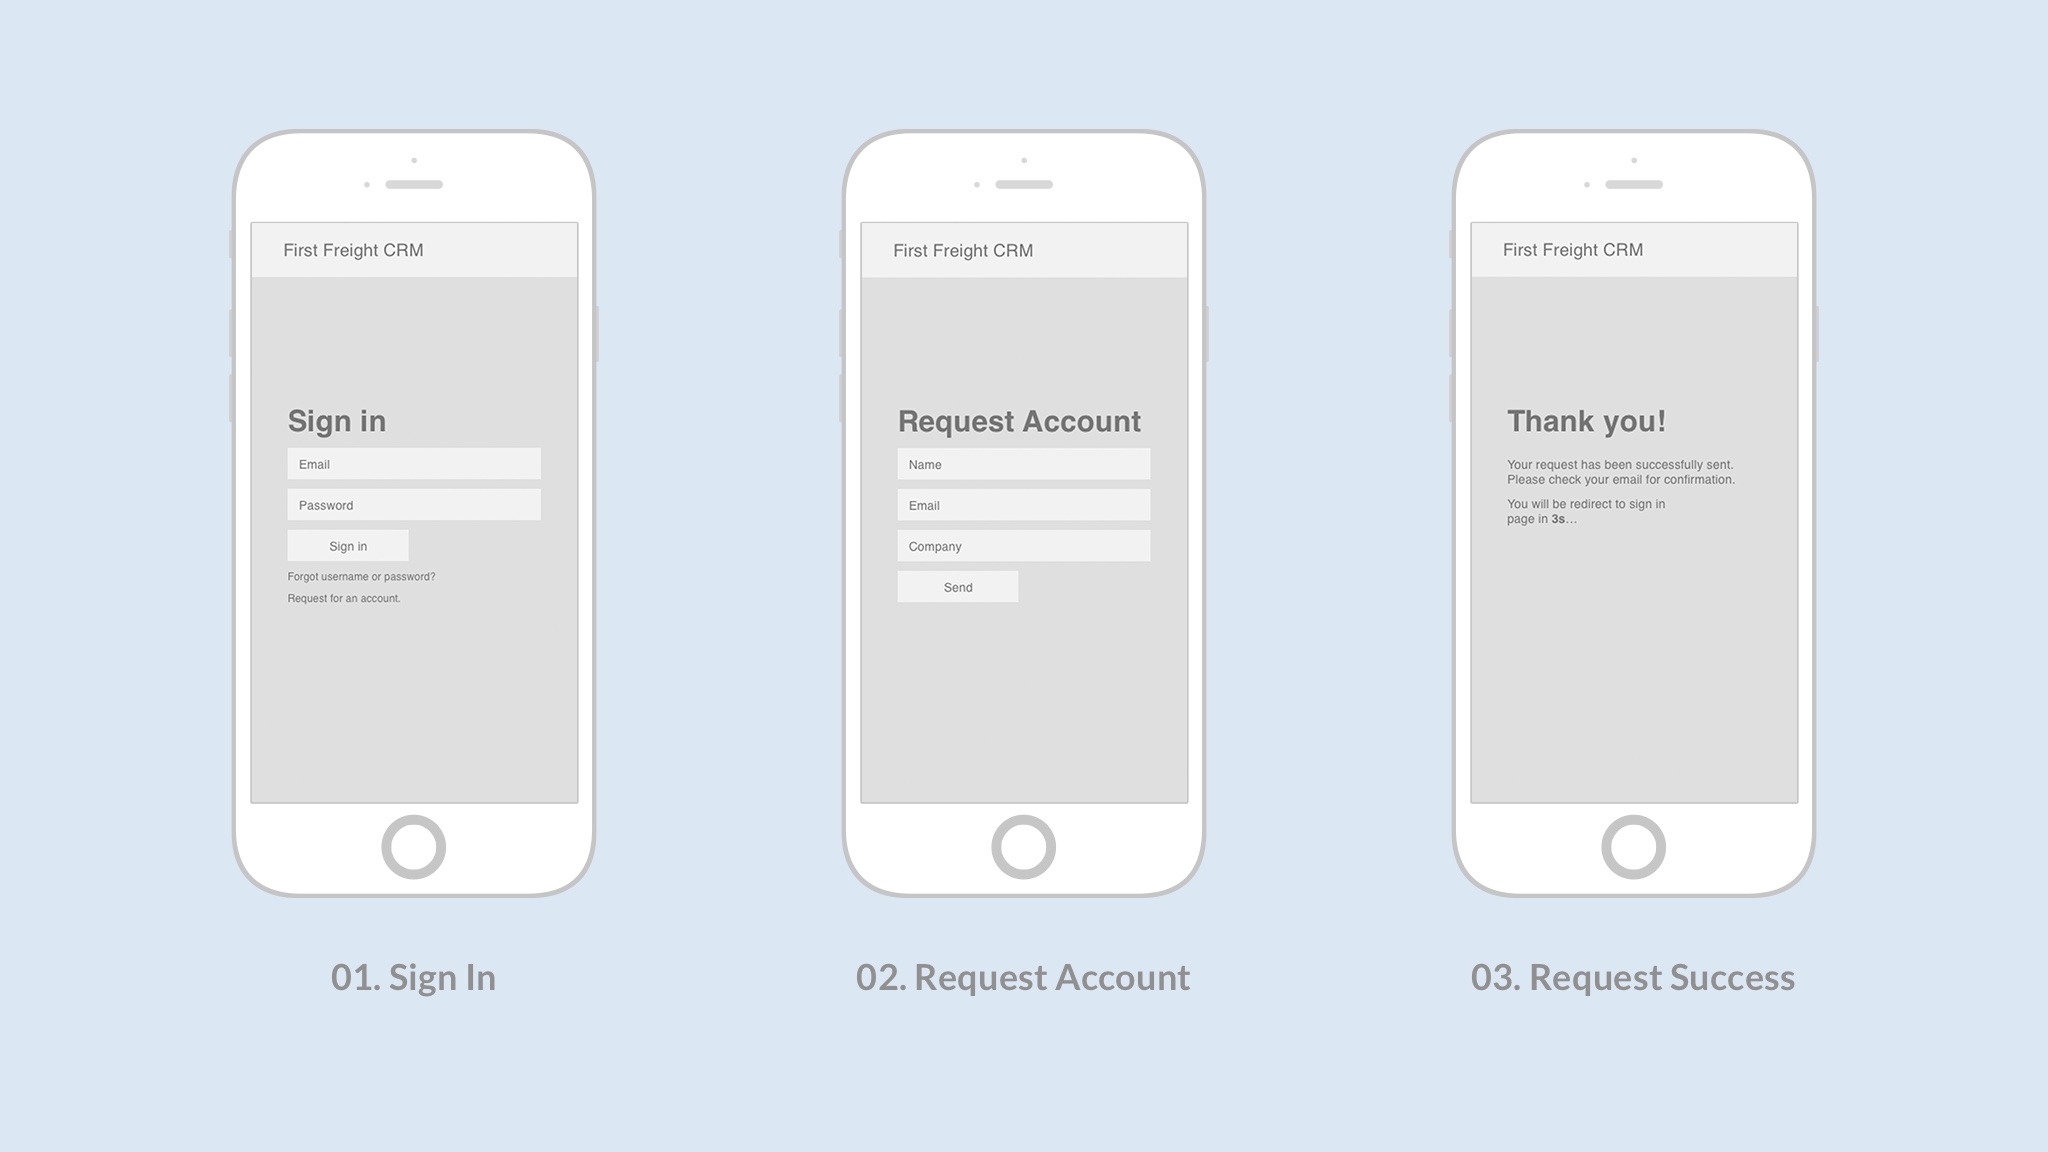 First Freight CRM
Sign in
Email
Password
Sign in
Forgot username or password?
Request for an account.
01. Sign In
First Freight CRM
Request Account
Name
Email
Company
Send
02. Request Account
First Freight CRM
Thank you!
Your request has been successfully sent.
Please check your email for confirmation.
You will be redirect to sign in
page in 3s...
03. Request Success